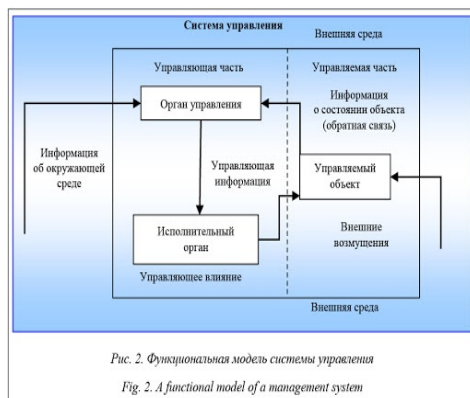 Система управления
Внешняя среда
Управляющая часть
Управляемая часть
Орган управления
Информация
о состоянии объекта
(обратная связь)
Информация
об окружающей
среде
Управляющая
информация
Управляемый
объект
Исполнительный
орган
Внешние
возмущения
Управляющее влияние
Внешняя среда
Рис. 2. Функциональная модель системы управления
Fig. 2. A functional model of a management system